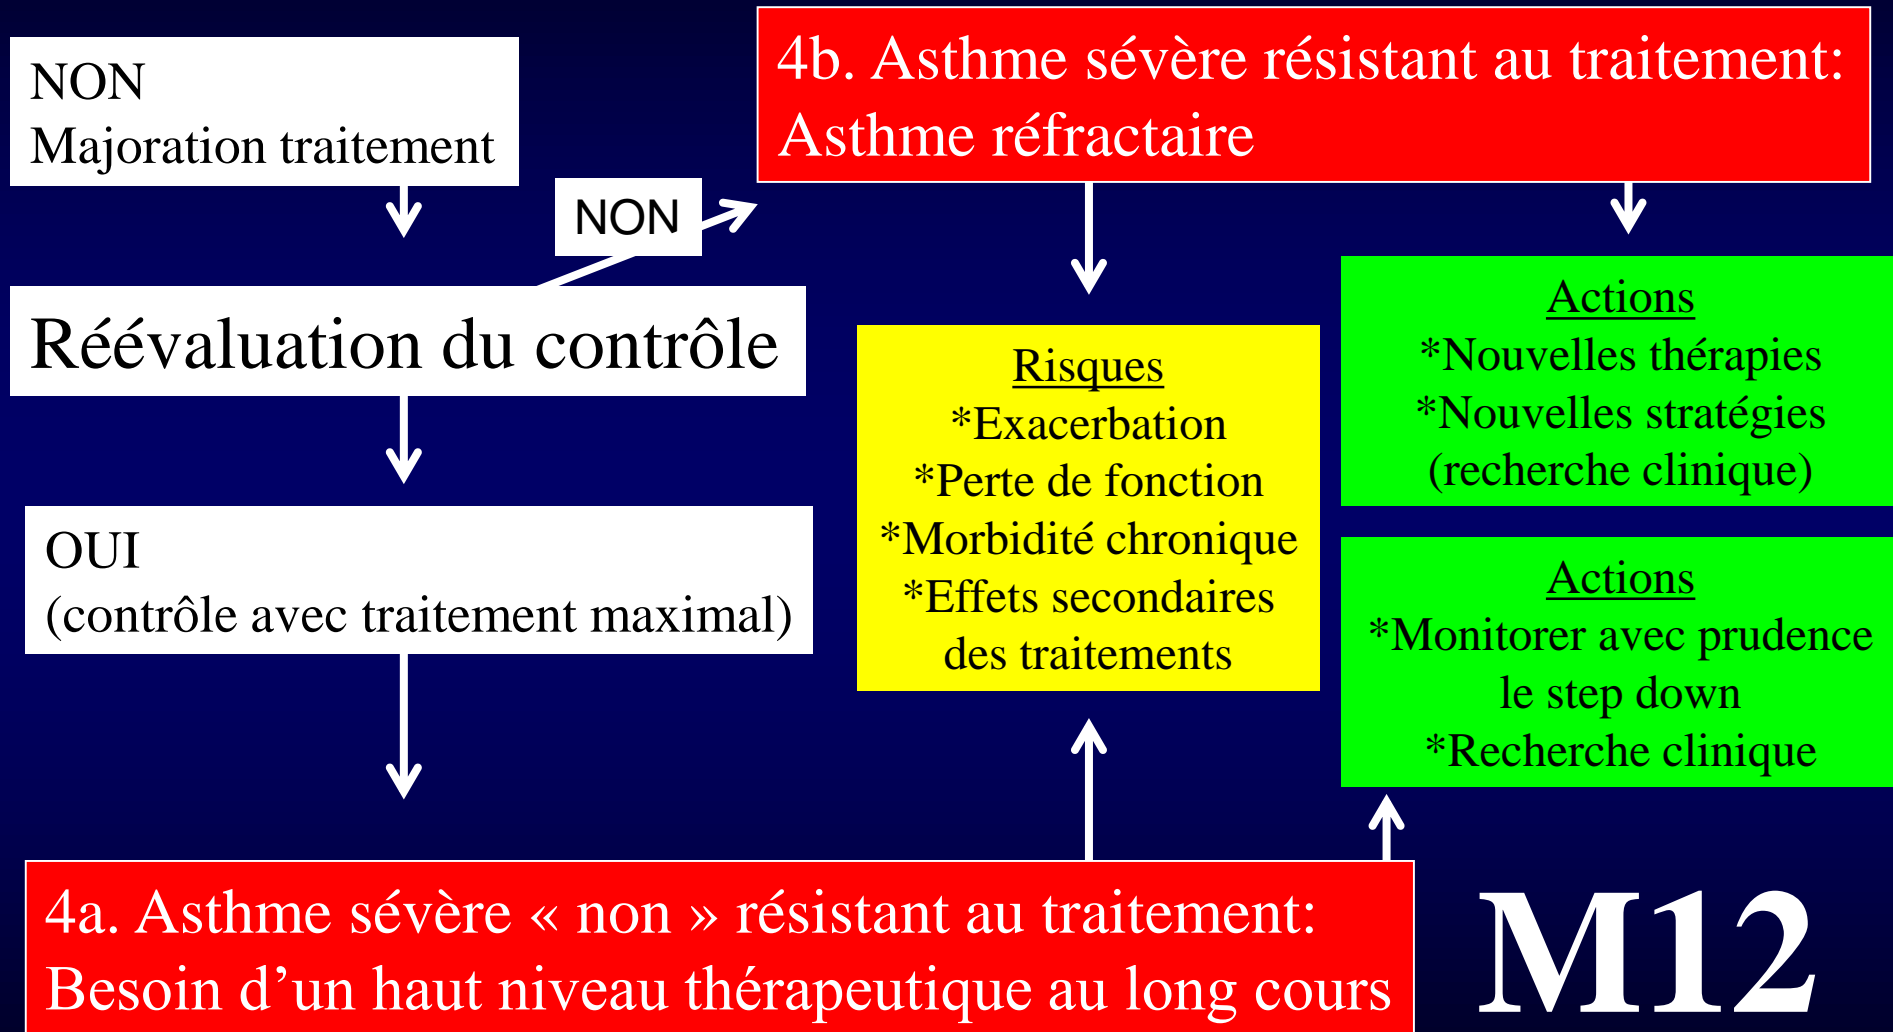 NON
Majoration traitement
NON
4b. Asthme sévère résistant au traitement:
Asthme réfractaire
Réévaluation du contrôle
OUI
(contrôle avec traitement maximal)
Risques
*Exacerbation
*Perte de fonction
*Morbidité chronique
*Effets secondaires
des traitements
Actions
*Nouvelles thérapies
*Nouvelles stratégies
(recherche clinique)
Actions
*Monitorer avec prudence
le step down
*Recherche clinique
4a. Asthme sévère « non » résistant au traitement:
Besoin d’un haut niveau thérapeutique au long cours
M12